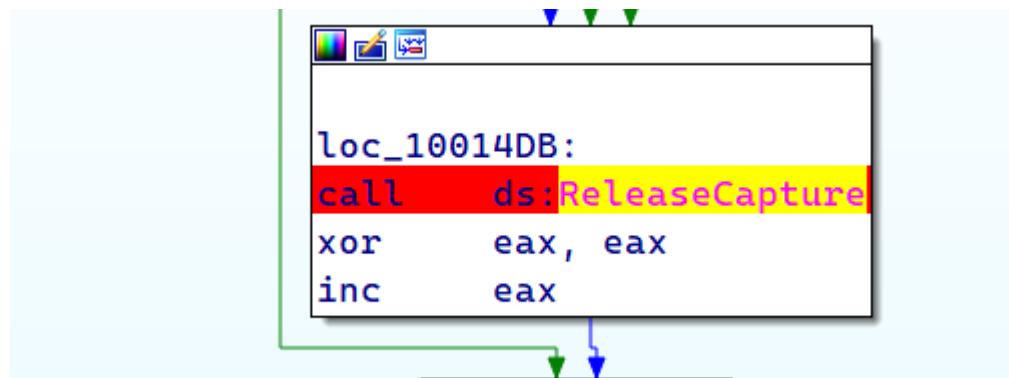 loc_10014DB:
call ds:ReleaseCapture
xor eax, eax
inc eax